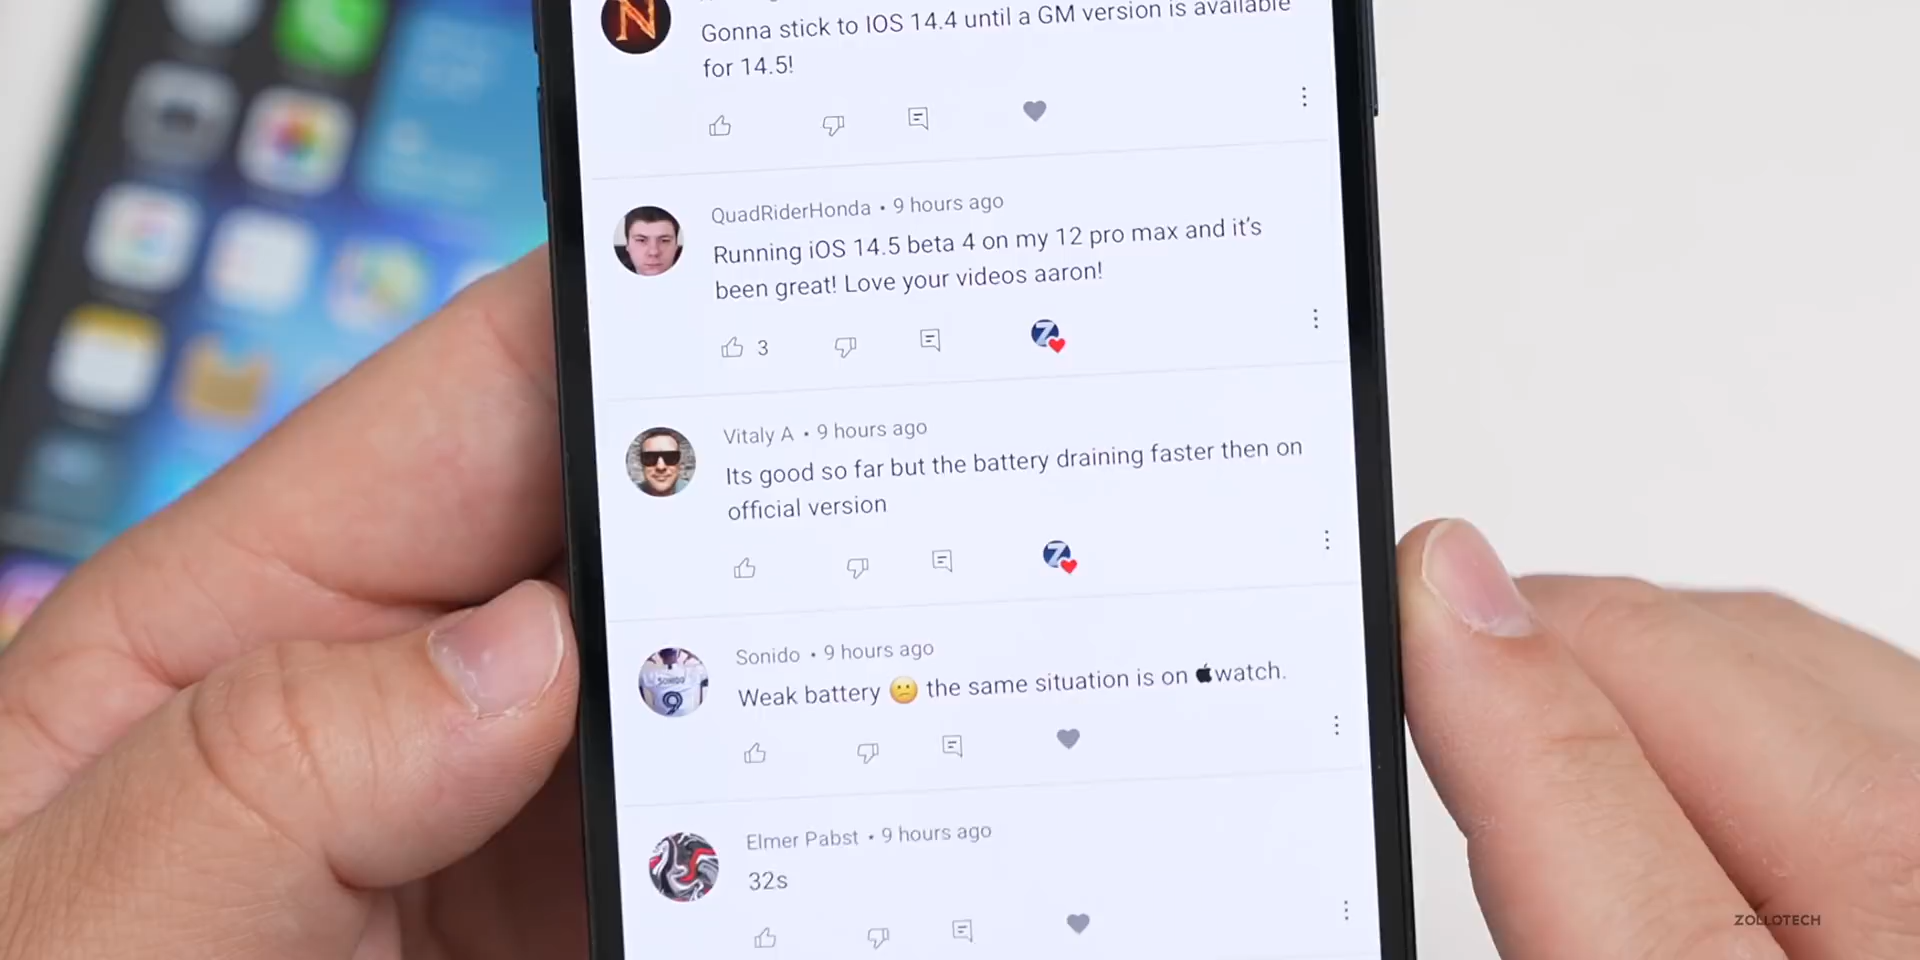 Gonna stick to IOS 14.4 until a GM version is available
for 14.5!
QuadRiderHonda • 9 hours ago
Running iOS 14.5 beta 4 on my 12 pro max and it's
been great! Love your videos aaron!
3
Vitaly A • 9 hours ago
Its good so far but the battery draining faster then on
official version
Sonido • 9 hours ago
Weak battery 😕 the same situation is on watch.
Elmer Pabst • 9 hours ago
32s
ZOLLOTECH